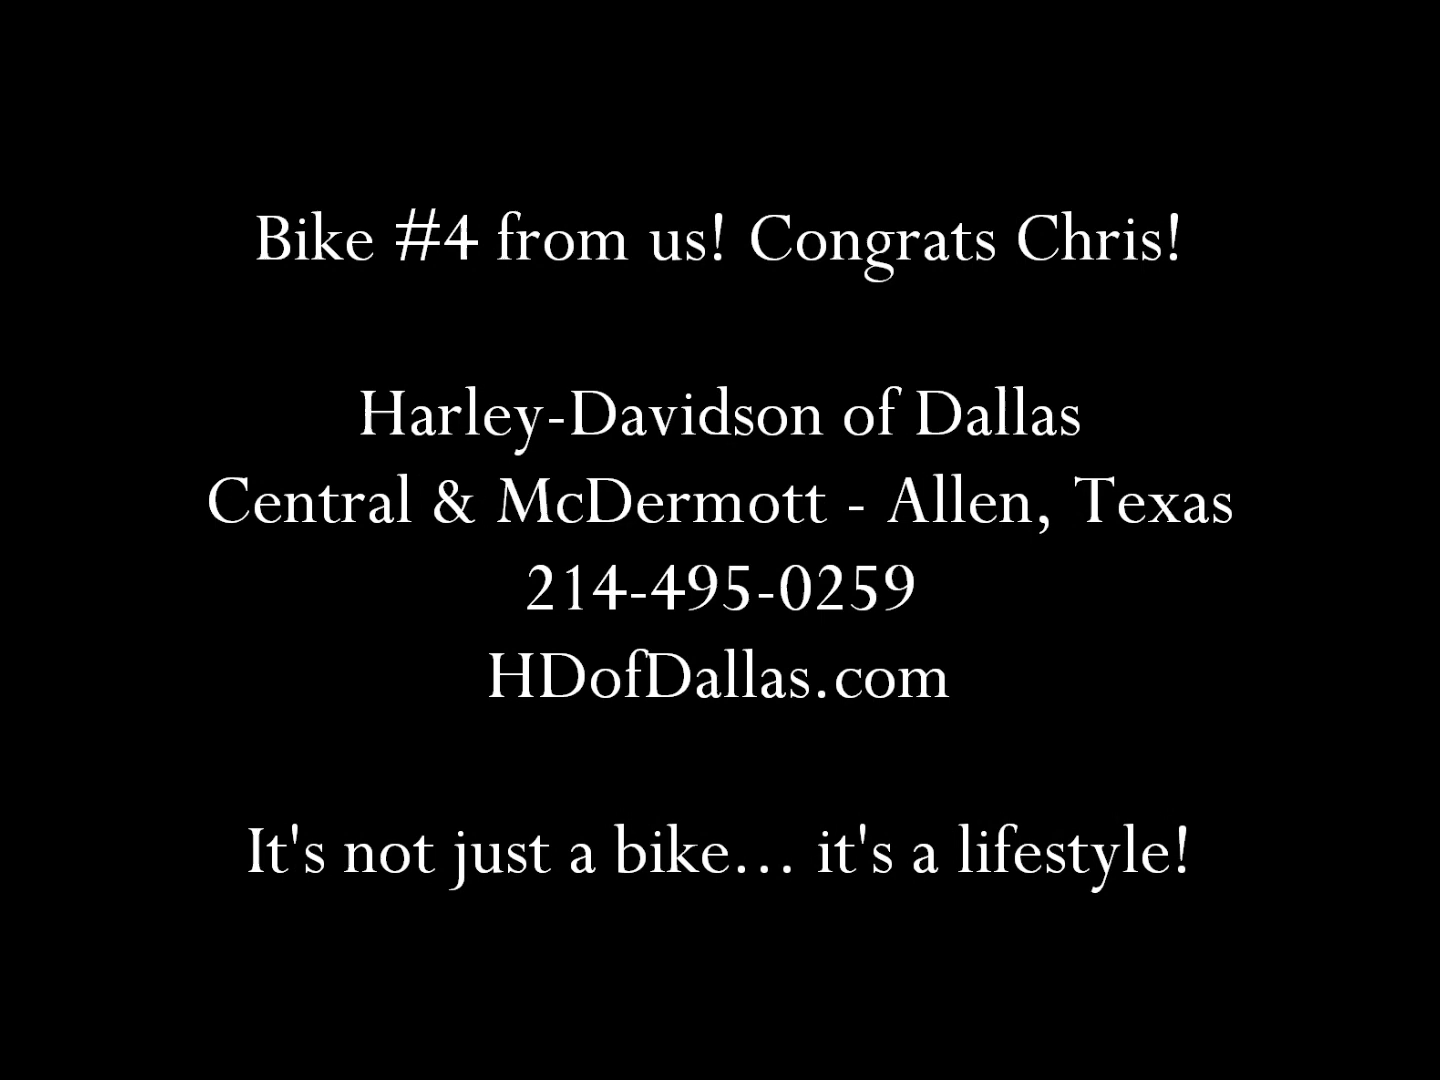 Bike #4 from us! Congrats Chris!
Harley-Davidson of Dallas
Central & McDermott - Allen, Texas
214-495-0259
HDofDallas.com
It's not just a bike... it's a lifestyle!